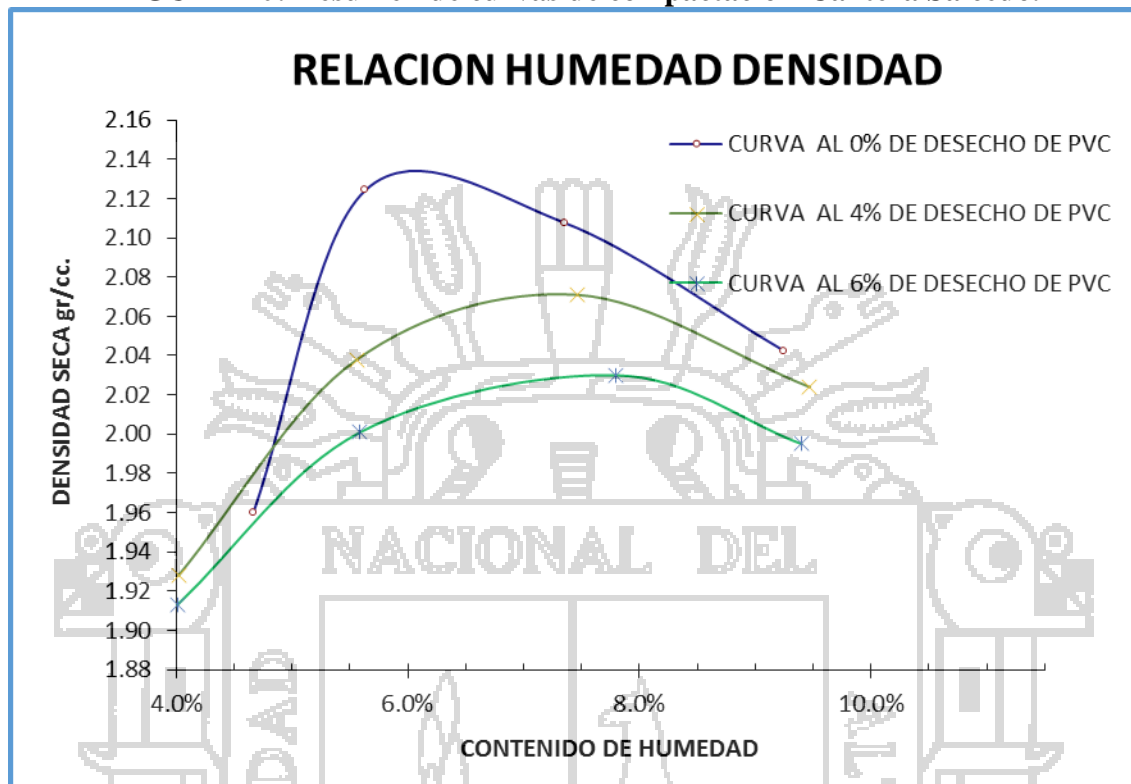 RELACION HUMEDAD DENSIDAD
CURVA AL 0% DE DESECHO DE PVC
CURVA AL 4% DE DESECHO DE PVC
CURVA AL 6% DE DESECHO DE PVC
DENSIDAD SECA gr/cc.
2.16
2.14
2.12
2.10
2.08
2.06
2.04
2.02
2.00
1.98
1.96
1.94
1.92
1.90
1.88
4.0%
6.0%
8.0%
10.0%
CONTENIDO DE HUMEDAD
NACIONAL DEL
DAD